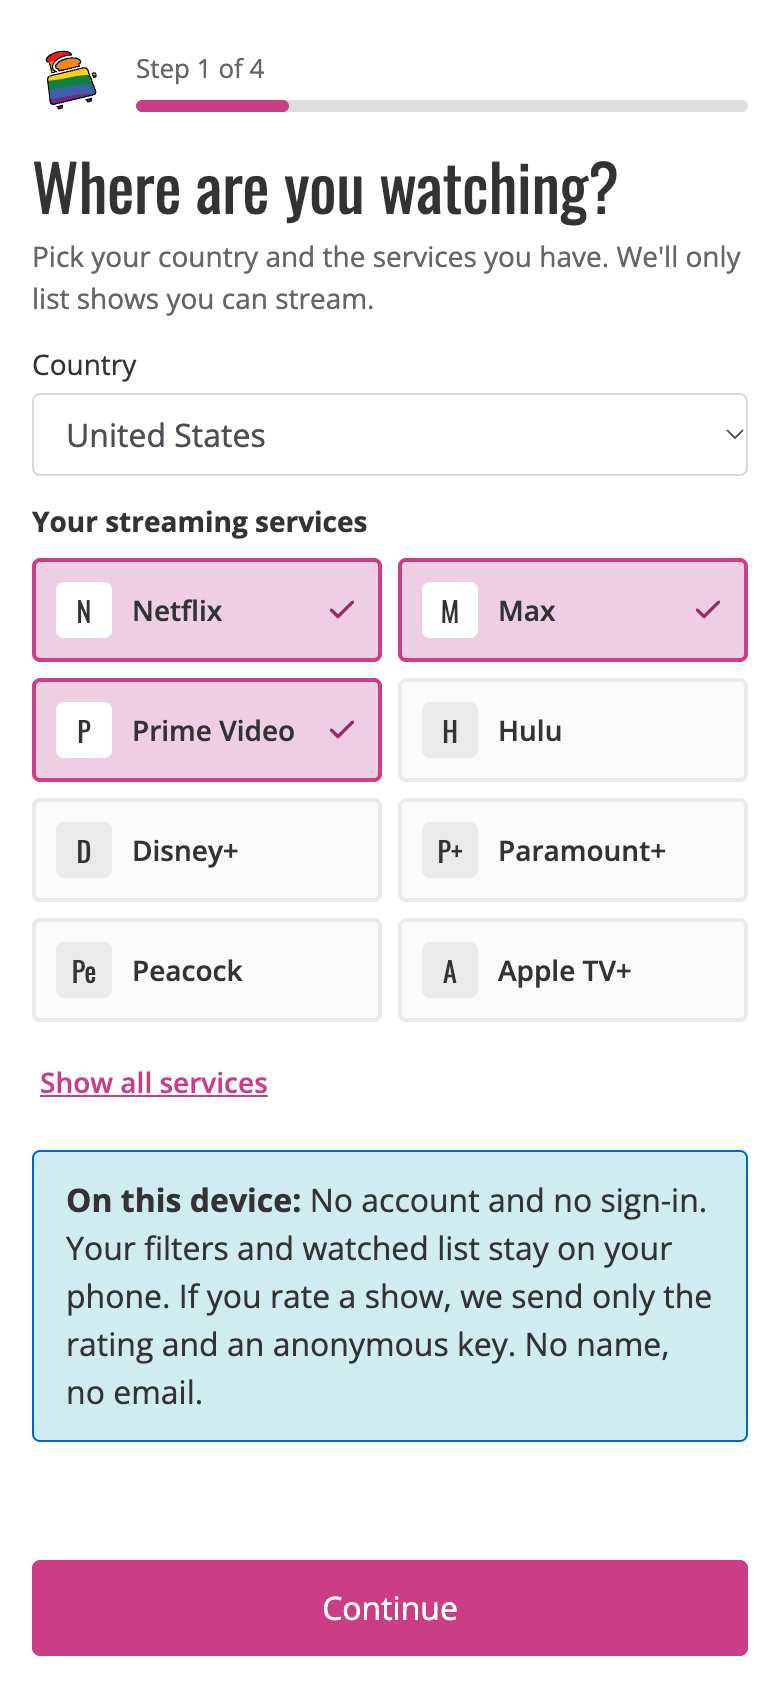 Step 1 of 4
Where are you watching?
Pick your country and the services you have. We'll only
list shows you can stream.
Country
United States
Your streaming services
N Netflix
M Max
P Prime Video
H Hulu
D Disney+
P+ Paramount+
Pe Peacock
A Apple TV+
Show all services
On this device: No account and no sign-in.
Your filters and watched list stay on your
phone. If you rate a show, we send only the
rating and an anonymous key. No name,
no email.
Continue